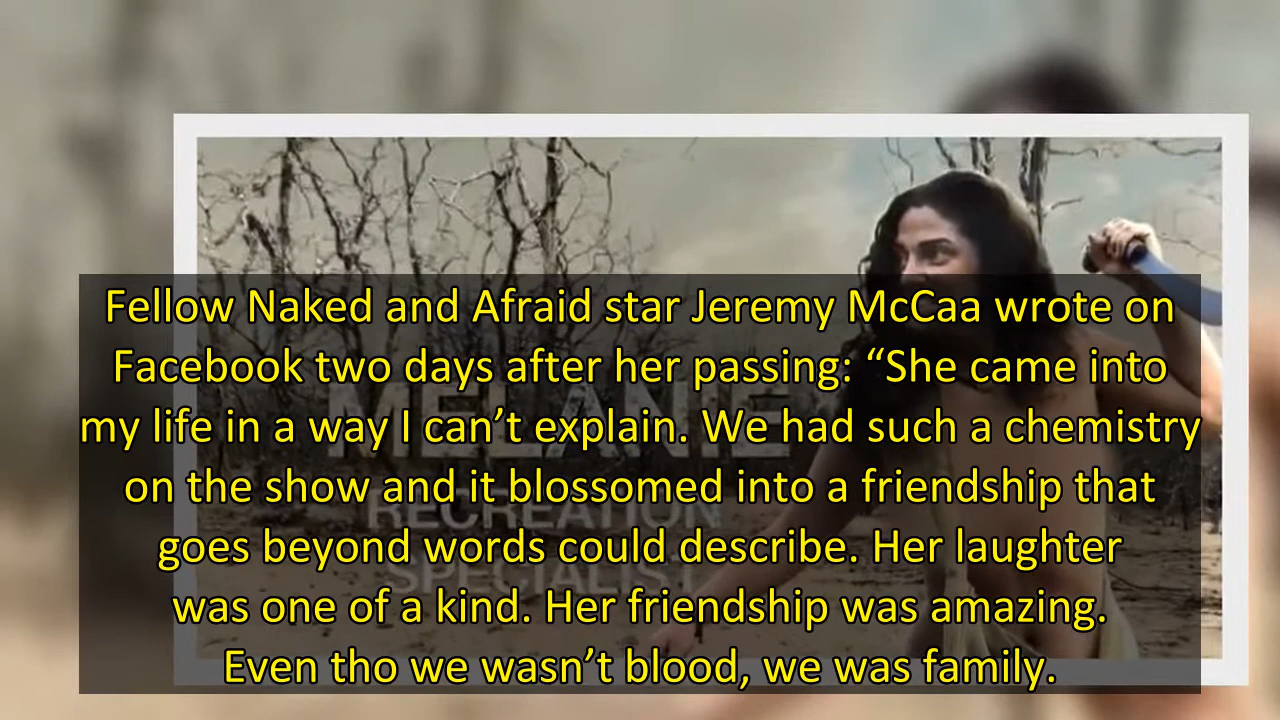 Fellow Naked and Afraid star Jeremy McCaa wrote on
Facebook two days after her passing: “She came into
my life in a way I can’t explain. We had such a chemistry
on the show and it blossomed into a friendship that
goes beyond words could describe. Her laughter
was one of a kind. Her friendship was amazing.
Even tho we wasn’t blood, we was family.
MELANIE
RECREATION
SPECIALIST